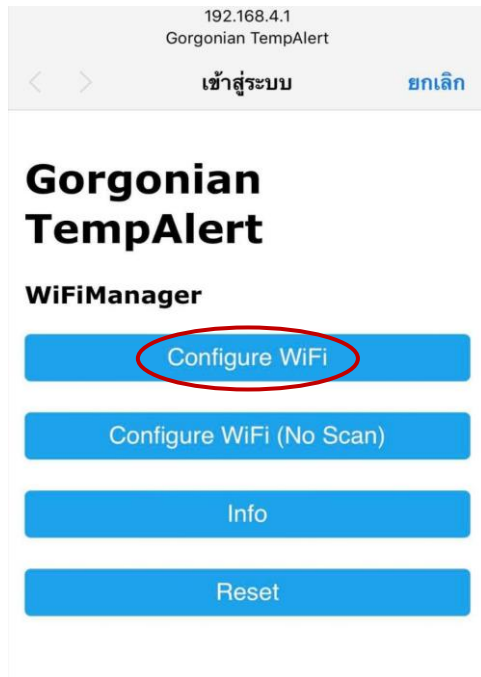 192.168.4.1
Gorgonian TempAlert
เข้าสู่ระบบ ยกเลิก
Gorgonian
TempAlert
WiFiManager
Configure WiFi
Configure WiFi (No Scan)
Info
Reset